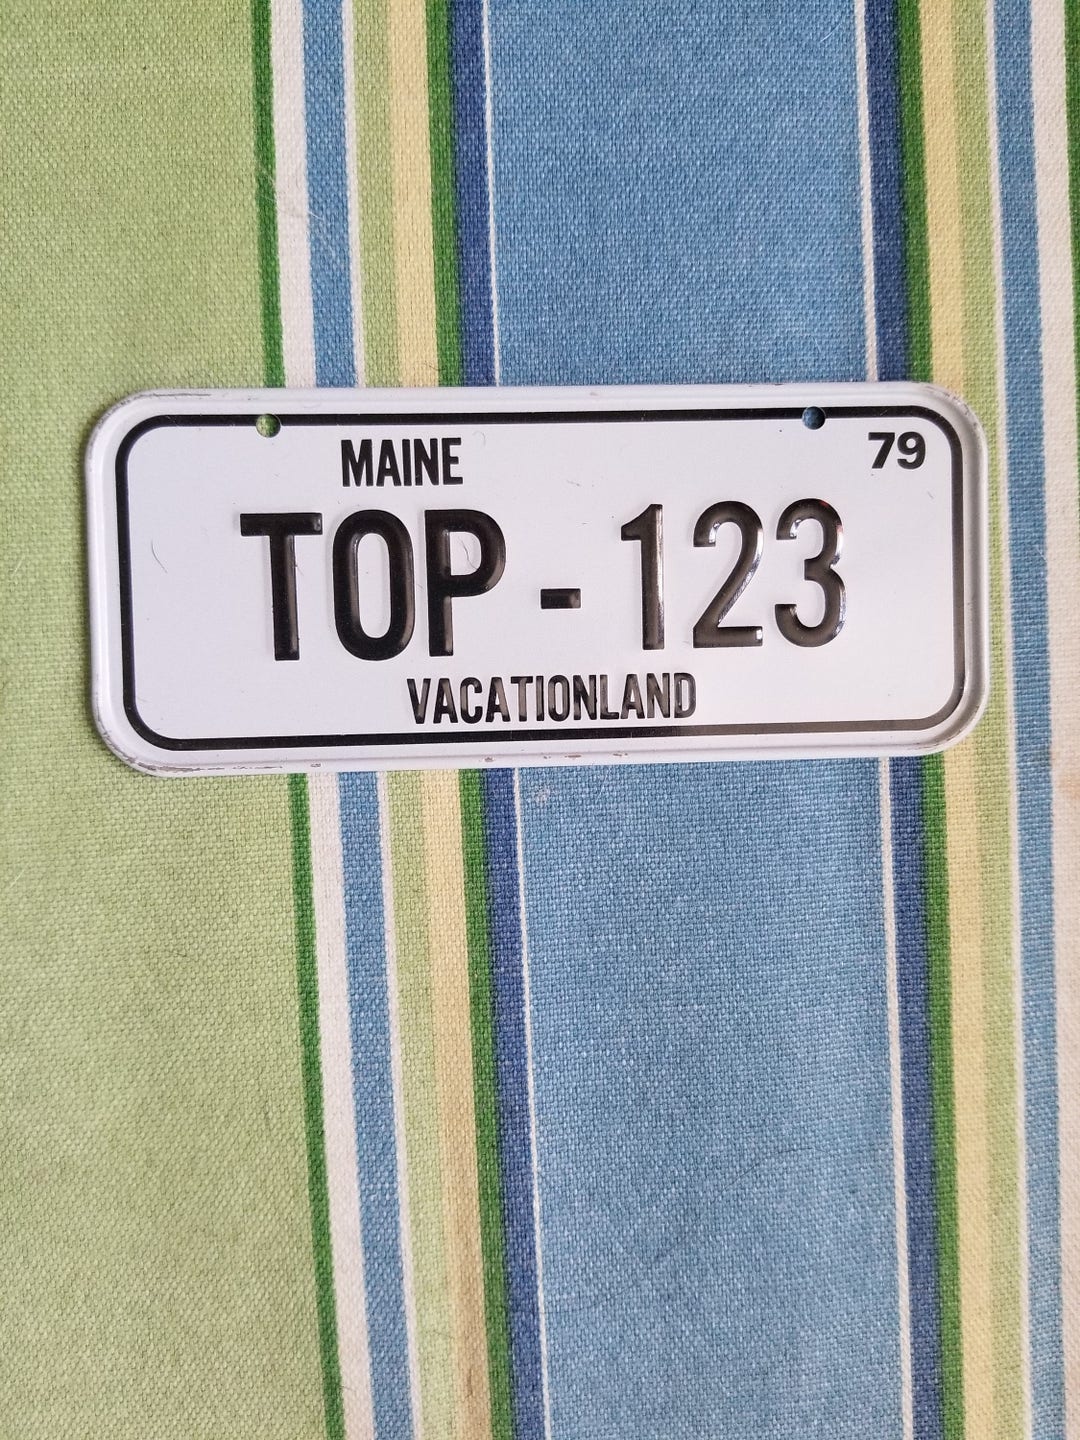 MAINE 79
TOP - 123
VACATIONLAND